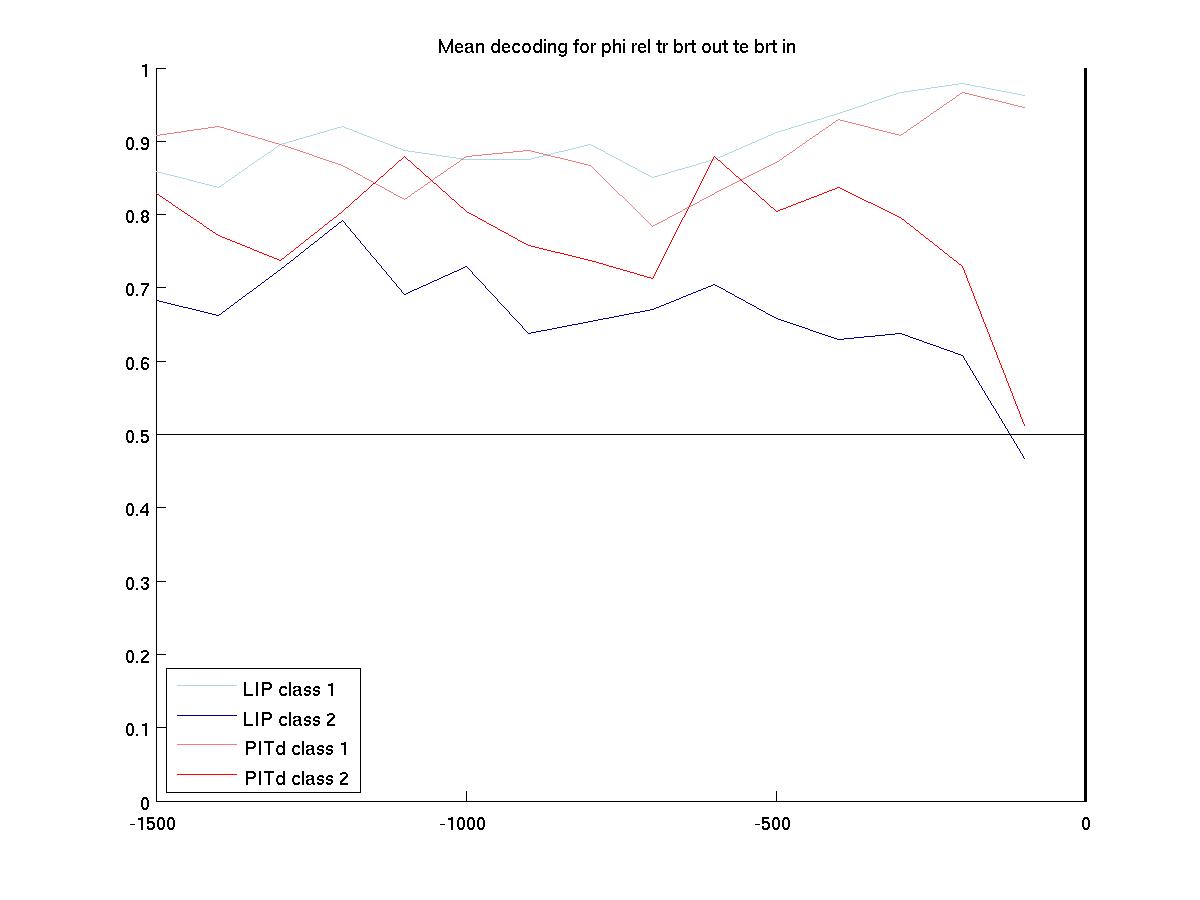 Mean decoding for phi rel tr brt out te brt in
1
0.9
0.8
0.7
0.6
0.5
0.4
0.3
0.2
0.1
0
LIP class 1
LIP class 2
PITd class 1
PITd class 2
-1500 -1000 -500 0